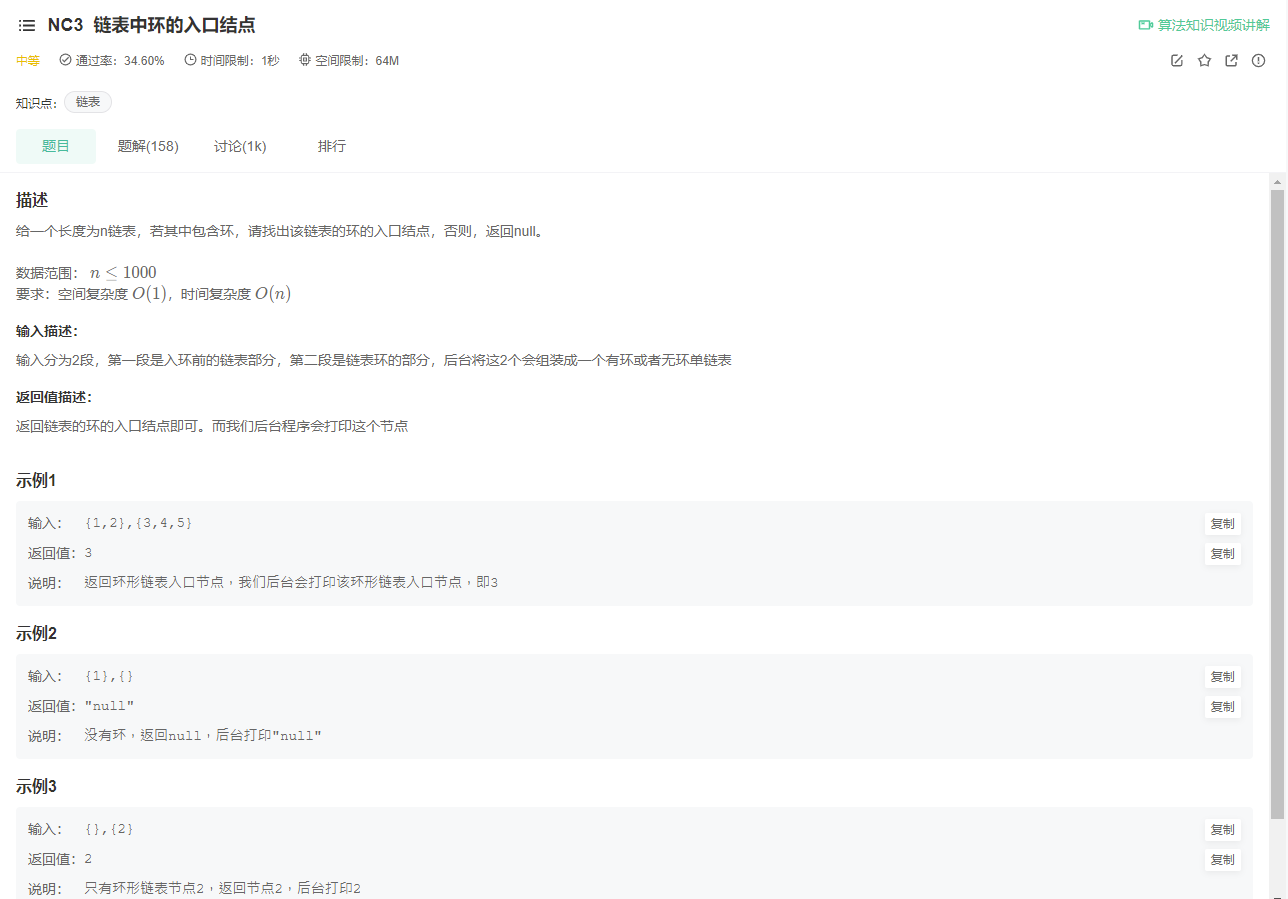 NC3 链表中环的入口结点
算法知识视频讲解
中等 通过率：34.60% 时间限制：1秒 空间限制：64M
知识点： 链表
题目 题解(158) 讨论(1k) 排行
描述
给一个长度为n链表，若其中包含环，请找出该链表的环的入口结点，否则，返回null。
数据范围： n ≤ 1000
要求：空间复杂度 O(1)，时间复杂度 O(n)
输入描述：
输入分为2段，第一段是入环前的链表部分，第二段是链表环的部分，后台将这2个会组装成一个有环或者无环单链表
返回值描述：
返回链表的环的入口结点即可。而我们后台程序会打印这个节点
示例1
输入： {1,2},{3,4,5} 复制
返回值：3 复制
说明： 返回环形链表入口节点，我们后台会打印该环形链表入口节点，即3
示例2
输入： {1},{} 复制
返回值："null" 复制
说明： 没有环，返回null，后台打印"null"
示例3
输入： {},{2} 复制
返回值：2 复制
说明： 只有环形链表节点2，返回节点2，后台打印2